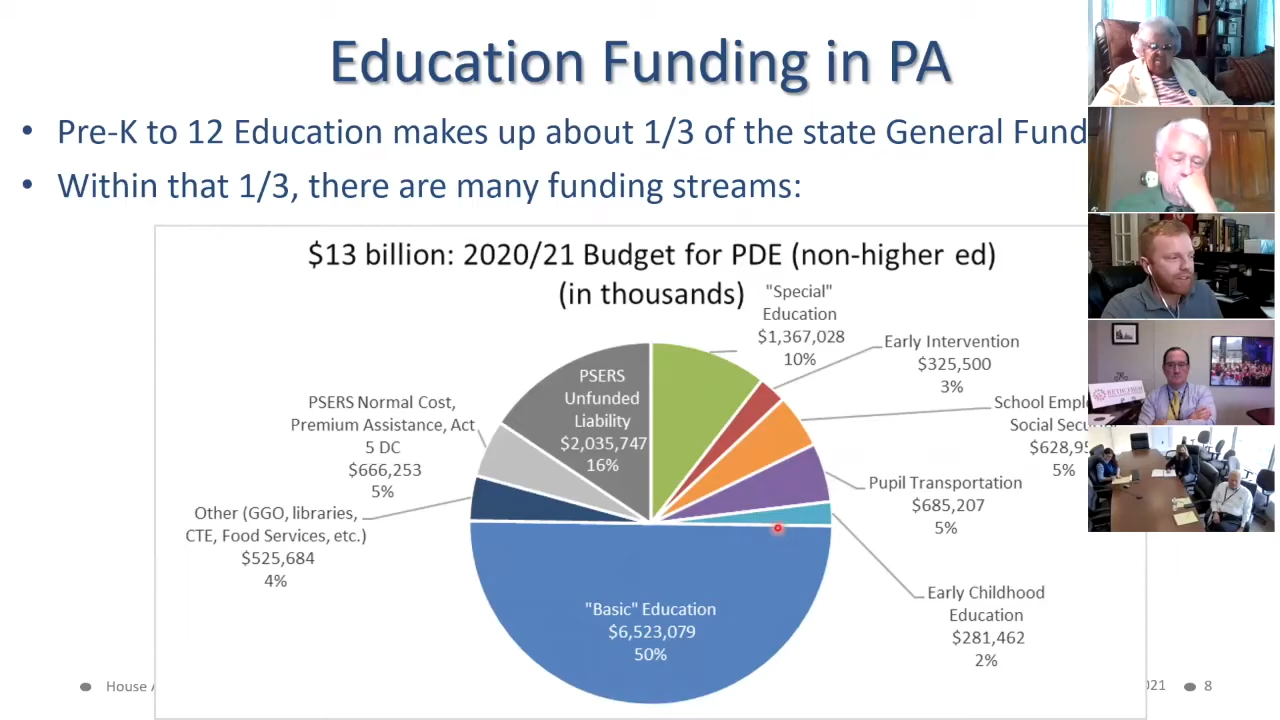 Education Funding in PA
• Pre-K to 12 Education makes up about 1/3 of the state General Fund
• Within that 1/3, there are many funding streams:
$13 billion: 2020/21 Budget for PDE (non-higher ed)
(in thousands)
"Special"
Education
$1,367,028
10%
Early Intervention
$325,500
3%
School Empl
Social Secu
$628,95
5%
Pupil Transportation
$685,207
5%
Early Childhood
Education
$281,462
2%
"Basic" Education
$6,523,079
50%
Other (GGO, libraries,
CTE, Food Services, etc.)
$525,684
4%
PSERS Normal Cost,
Premium Assistance, Act
5 DC
$666,253
5%
PSERS
Unfunded
Liability
$2,035,747
16%
BETHLEHEM
House A
021
8